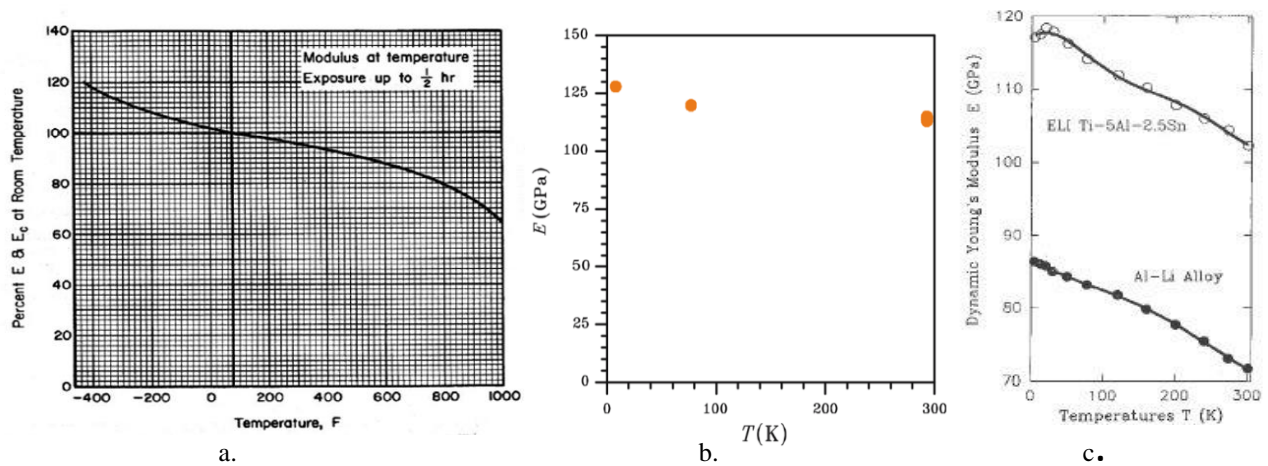 140
120
100
80
60
40
20
0
Percent E & Ec at Room Temperature
Modulus at temperature
Exposure up to 1/2 hr
-400
-200
0
200
400
600
800
1000
Temperature, F
a.
150
125
100
75
50
25
0
E (GPa)
0
100
200
300
T (K)
b.
120
110
100
90
80
70
Dynamic Young's Modulus E (GPa)
ELI Ti-5Al-2.5Sn
Al-Li Alloy
0
100
200
300
Temperatures T (K)
c.